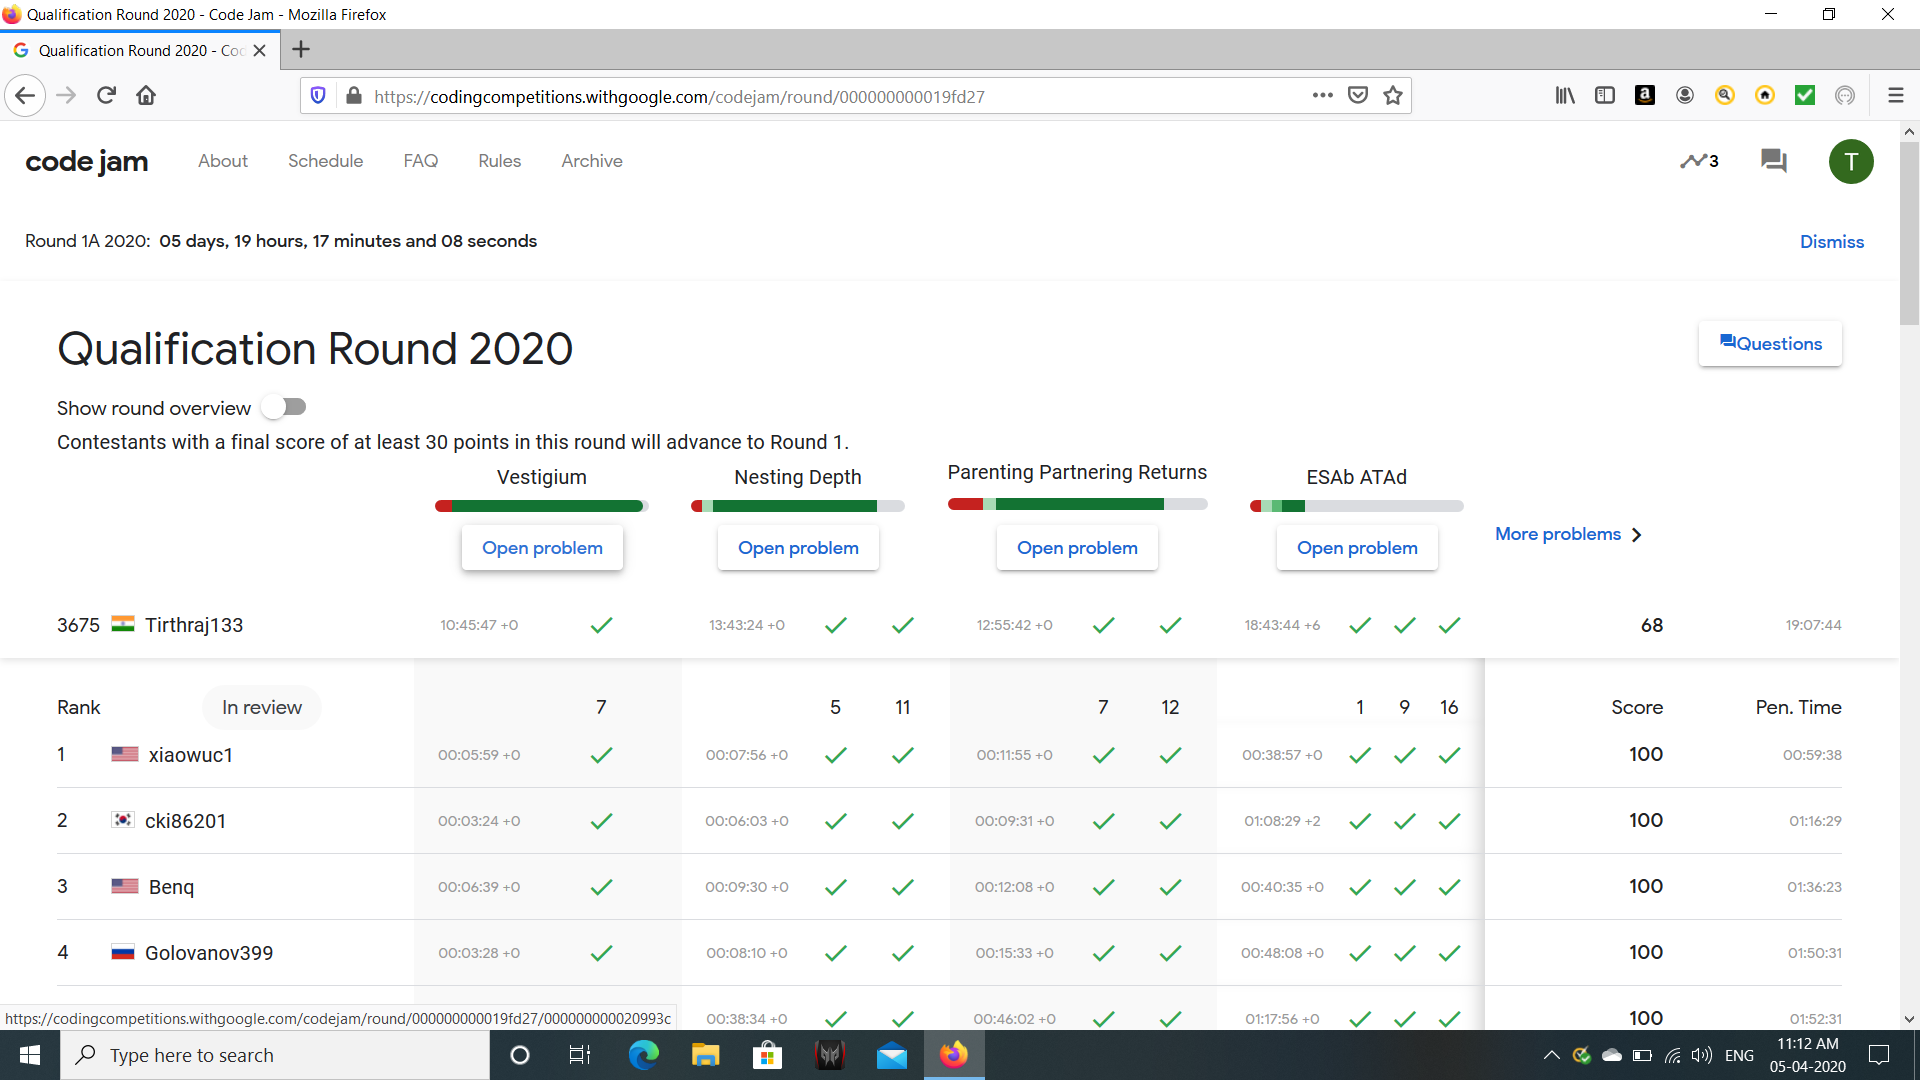 Qualification Round 2020 - Code Jam - Mozilla Firefox
Qualification Round 2020 - Co
https://codingcompetitions.withgoogle.com/codejam/round/000000000019fd27
code jam About Schedule FAQ Rules Archive 3 T
Round 1A 2020: 05 days, 19 hours, 17 minutes and 08 seconds Dismiss
Qualification Round 2020 Questions
Show round overview
Contestants with a final score of at least 30 points in this round will advance to Round 1.
Vestigium Nesting Depth Parenting Partnering Returns ESAb ATAd
Open problem Open problem Open problem Open problem More problems
3675 Tirthraj133 10:45:47 +0 13:43:24 +0 12:55:42 +0 18:43:44 +6 68 19:07:44
Rank In review 7 5 11 7 12 1 9 16 Score Pen. Time
1 xiaowuc1 00:05:59 +0 00:07:56 +0 00:11:55 +0 00:38:57 +0 100 00:59:38
2 cki86201 00:03:24 +0 00:06:03 +0 00:09:31 +0 01:08:29 +2 100 01:16:29
3 Benq 00:06:39 +0 00:09:30 +0 00:12:08 +0 00:40:35 +0 100 01:36:23
4 Golovanov399 00:03:28 +0 00:08:10 +0 00:15:33 +0 00:48:08 +0 100 01:50:31
https://codingcompetitions.withgoogle.com/codejam/round/000000000019fd27/000000000020993c 00:38:34 +0 00:46:02 +0 01:17:56 +0 100 01:52:31
Type here to search ENG 11:12 AM
05-04-2020